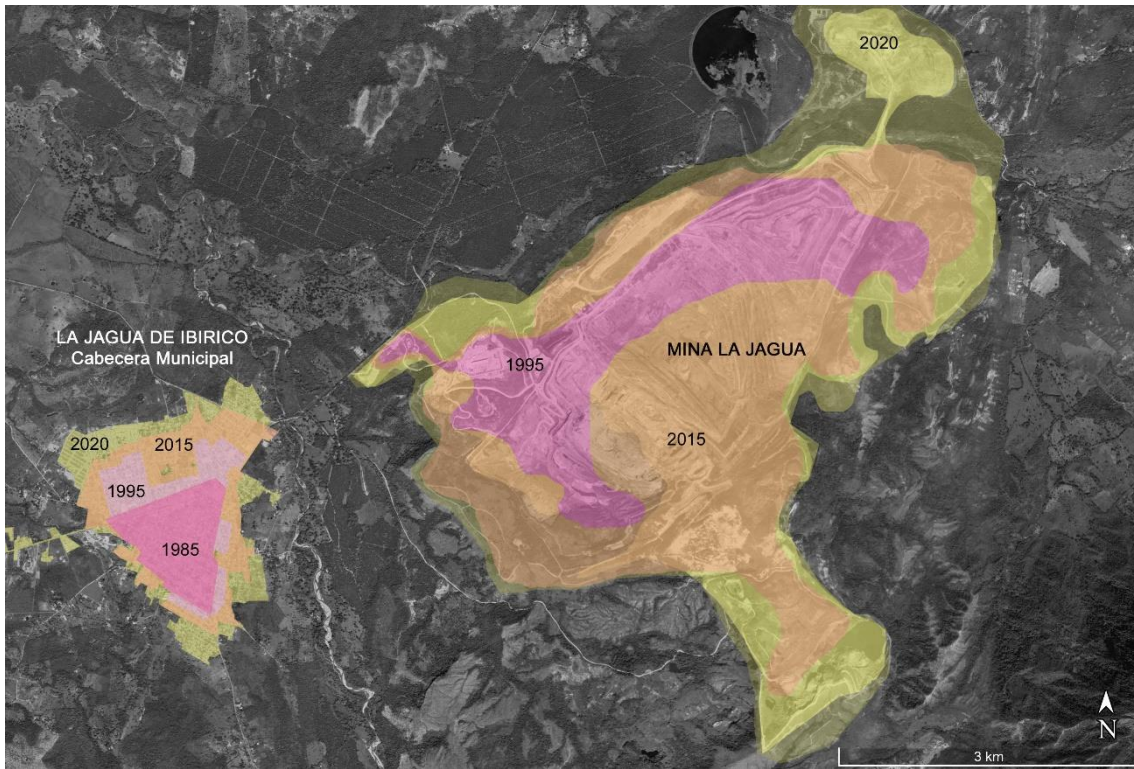 2020
LA JAGUA DE IBIRICO
Cabecera Municipal
1995
MINA LA JAGUA
2015
2020
2015
1995
1985
N
3 km